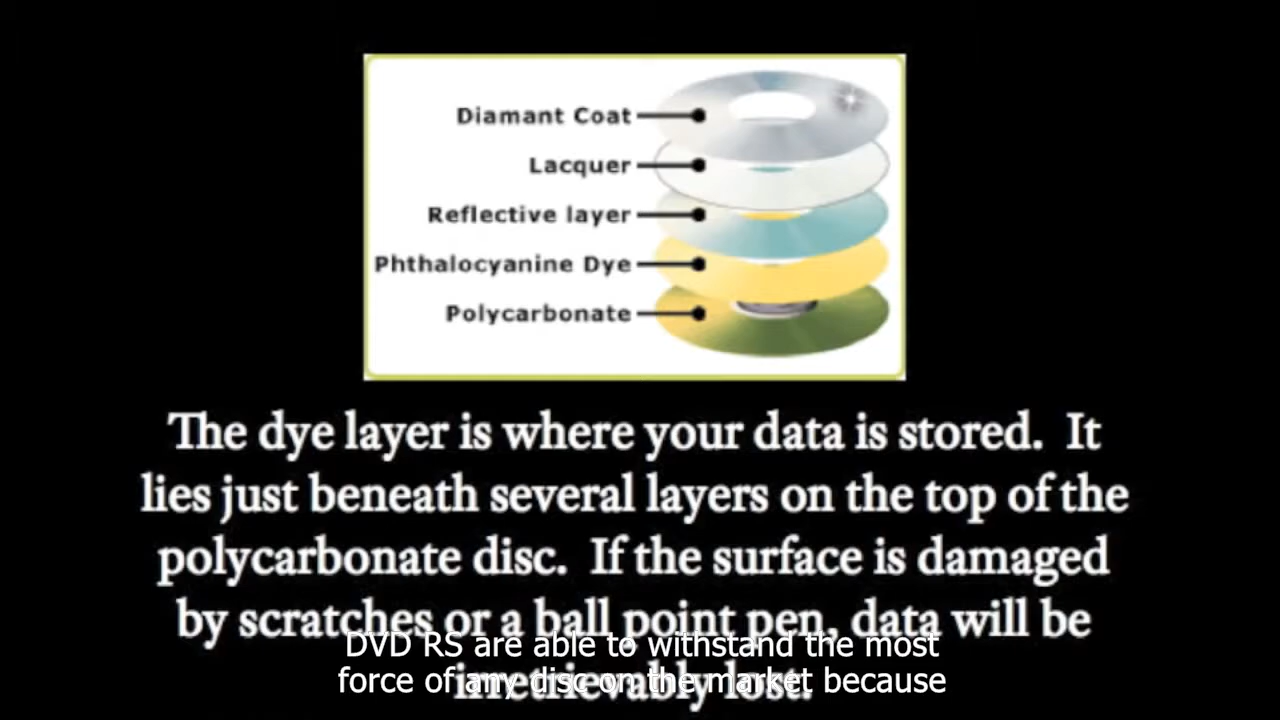 Diamant Coat
Lacquer
Reflective layer
Phthalocyanine Dye
Polycarbonate
The dye layer is where your data is stored. It
lies just beneath several layers on the top of the
polycarbonate disc. If the surface is damaged
by scratches or a ball point pen, data will be
irretrievably lost.
DVD RS are able to withstand the most
force of any disc on the market because